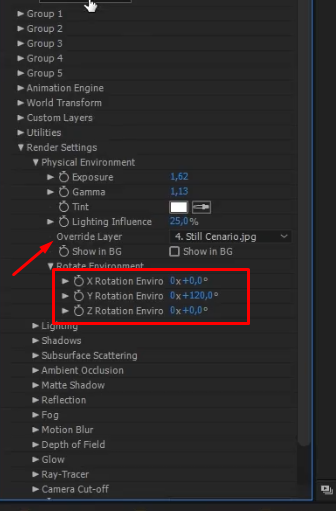 Group 1
Group 2
Group 3
Group 4
Group 5
Animation Engine
World Transform
Custom Layers
Utilities
Render Settings
Physical Environment
Exposure 1,62
Gamma 1,13
Tint
Lighting Influence 25,0%
Override Layer 4. Still Cenario.jpg
Show in BG Show in BG
Rotate Environment
X Rotation Enviro 0x+0,0°
Y Rotation Enviro 0x+120,0°
Z Rotation Enviro 0x+0,0°
Lighting
Shadows
Subsurface Scattering
Ambient Occlusion
Matte Shadow
Reflection
Fog
Motion Blur
Depth of Field
Glow
Ray-Tracer
Camera Cut-off